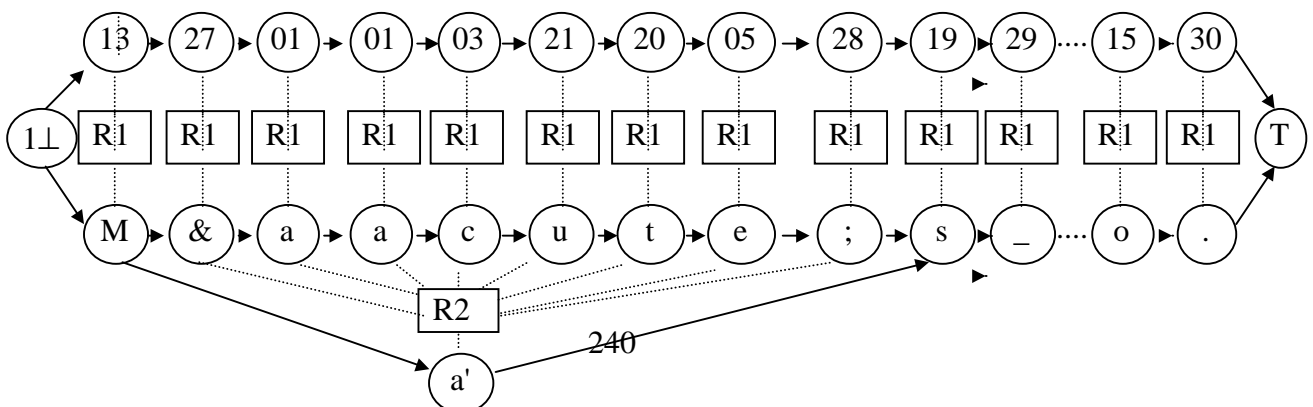 13 27 01 01 03 21 20 05 28 19 29 .... 15 30
1⊥ R1 R1 R1 R1 R1 R1 R1 R1 R1 R1 R1 R1 R1 T
M & a a c u t e ; s _ .... o .
R2
240
a'